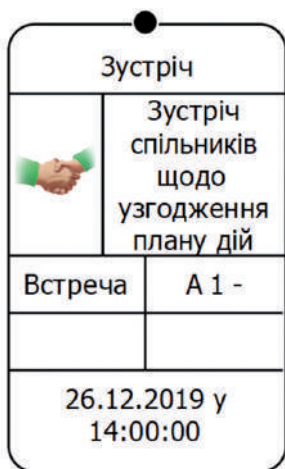 Зустріч
Зустріч
спільників
щодо
узгодження
плану дій
Встреча
А 1 -
26.12.2019 у
14:00:00